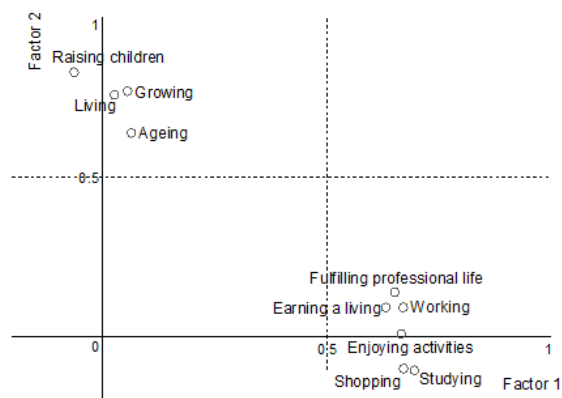 Factor 2
1
Raising children
Living
Growing
Ageing
0.5
Fulfilling professional life
Earning a living
Working
0
0.5
Enjoying activities
1
Shopping
Studying
Factor 1